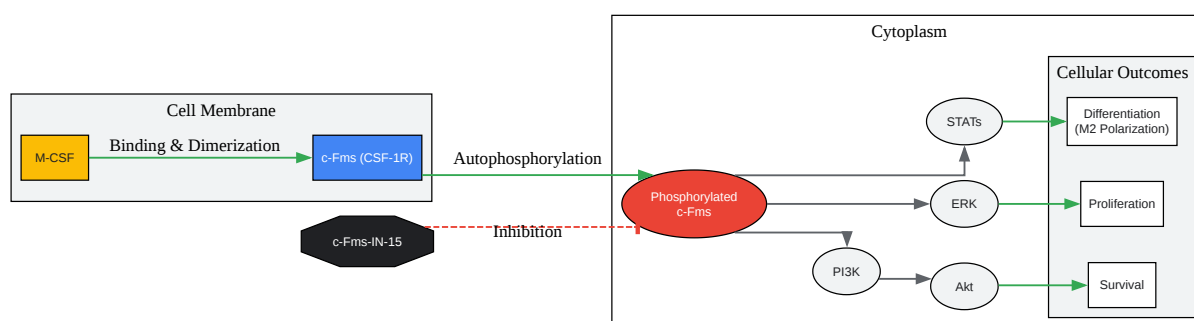 Cytoplasm
Cellular Outcomes
Cell Membrane
M-CSF
Binding & Dimerization
c-Fms (CSF-1R)
Autophosphorylation
STATs
Differentiation
(M2 Polarization)
Phosphorylated
c-Fms
ERK
Proliferation
c-Fms-IN-15
Inhibition
PI3K
Akt
Survival